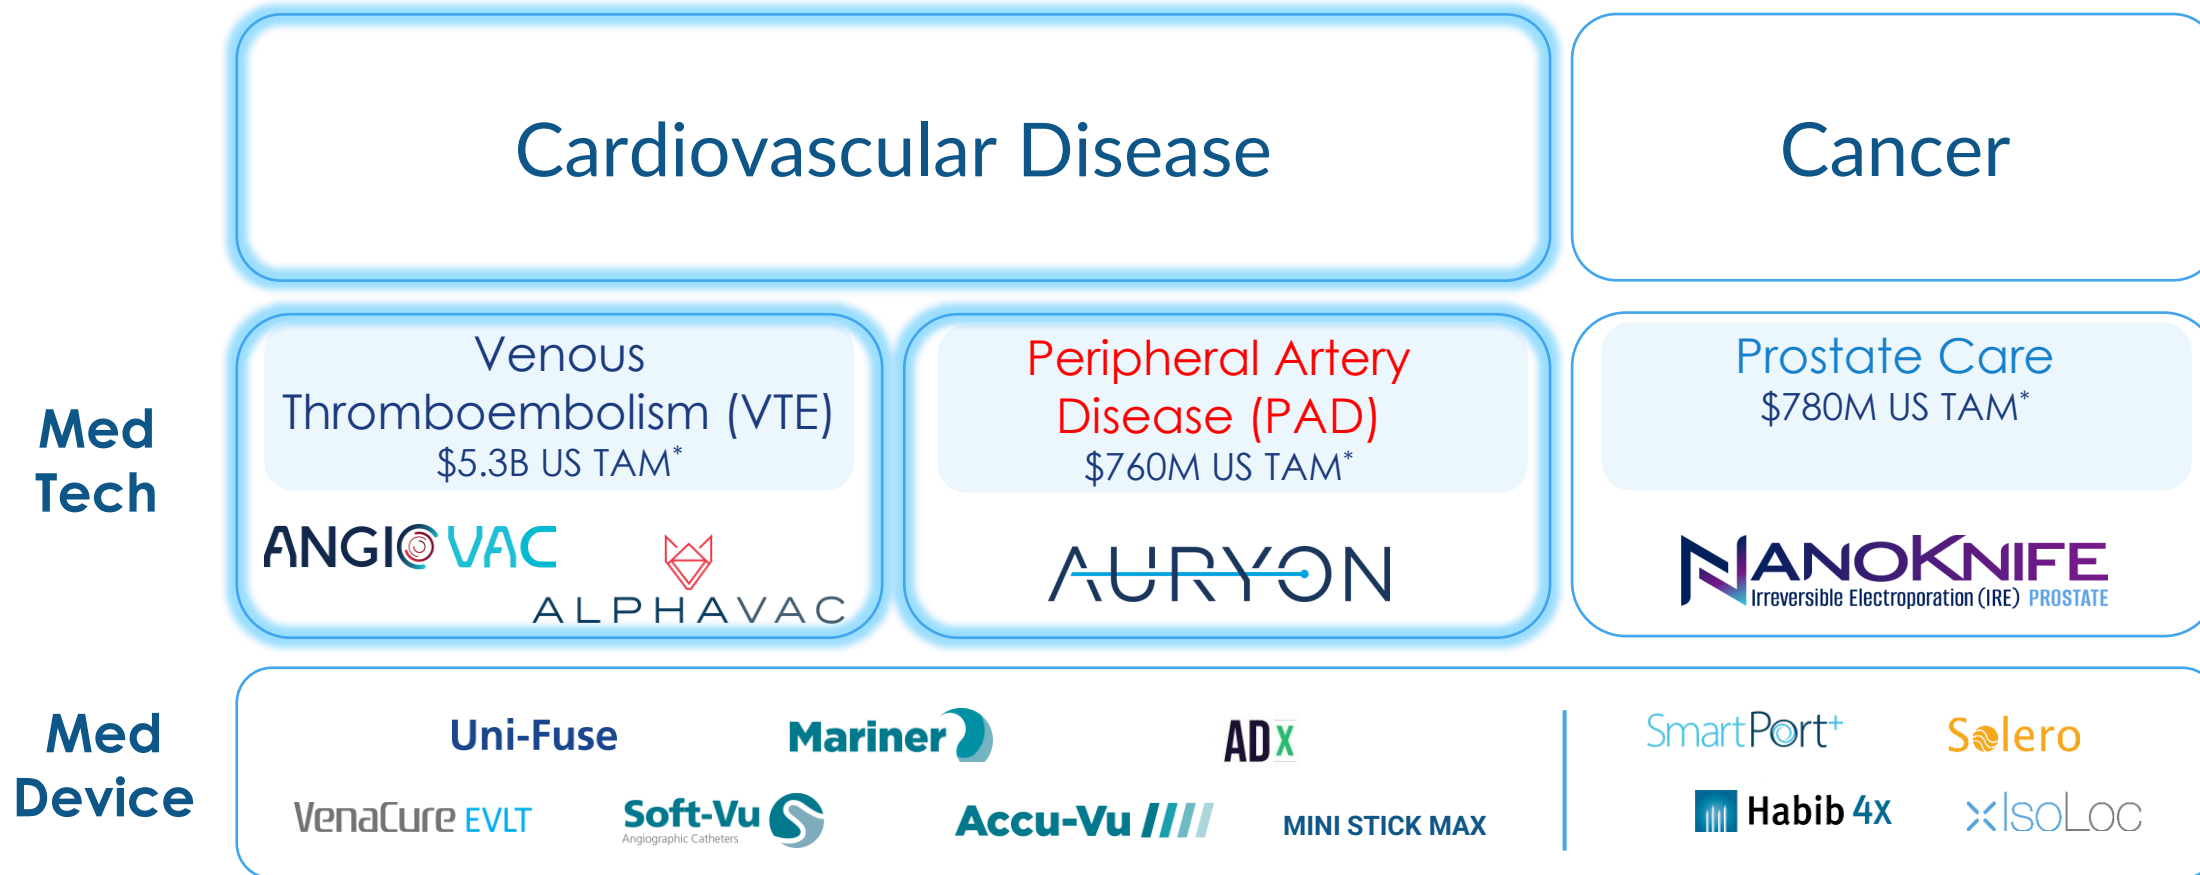 Cardiovascular Disease
Cancer
Med
Tech
Venous
Thromboembolism (VTE)
$5.3B US TAM*
ANGIO VAC
ALPHAVAC
Peripheral Artery
Disease (PAD)
$760M US TAM*
AURYON
Prostate Care
$780M US TAM*
NANOKNIFE
Irreversible Electroporation (IRE) PROSTATE
Med
Device
Uni-Fuse
Mariner
ADX
VenaCure EVLT
Soft-Vu
Angiographic Catheters
Accu-Vu
MINI STICK MAX
SmartPort+
Solero
Habib 4x
IsoLoc